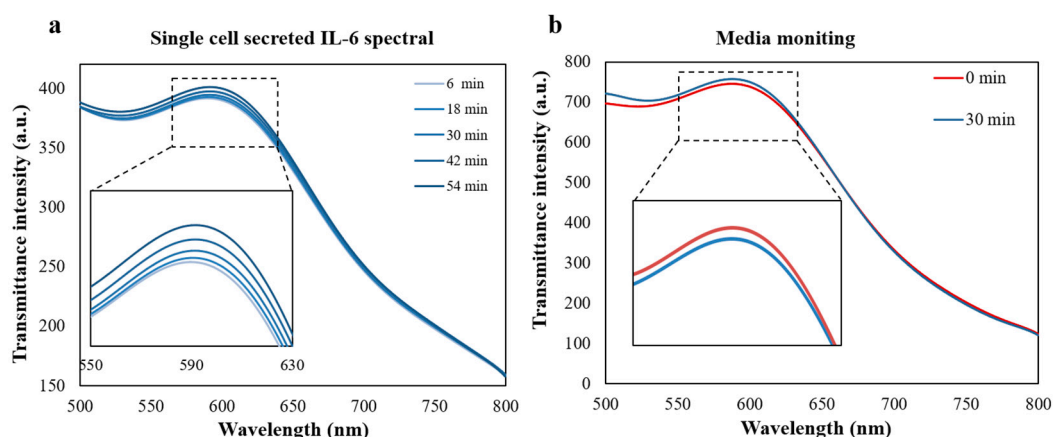 a
Single cell secreted IL-6 spectral
Transmittance intensity (a.u.)
400
350
300
250
200
150
6 min
18 min
30 min
42 min
54 min
550
590
630
500
550
600
650
700
750
800
Wavelength (nm)
b
Media moniting
Transmittance intensity (a.u.)
800
700
600
500
400
300
200
100
0
0 min
30 min
500
550
600
650
700
750
800
Wavelength (nm)